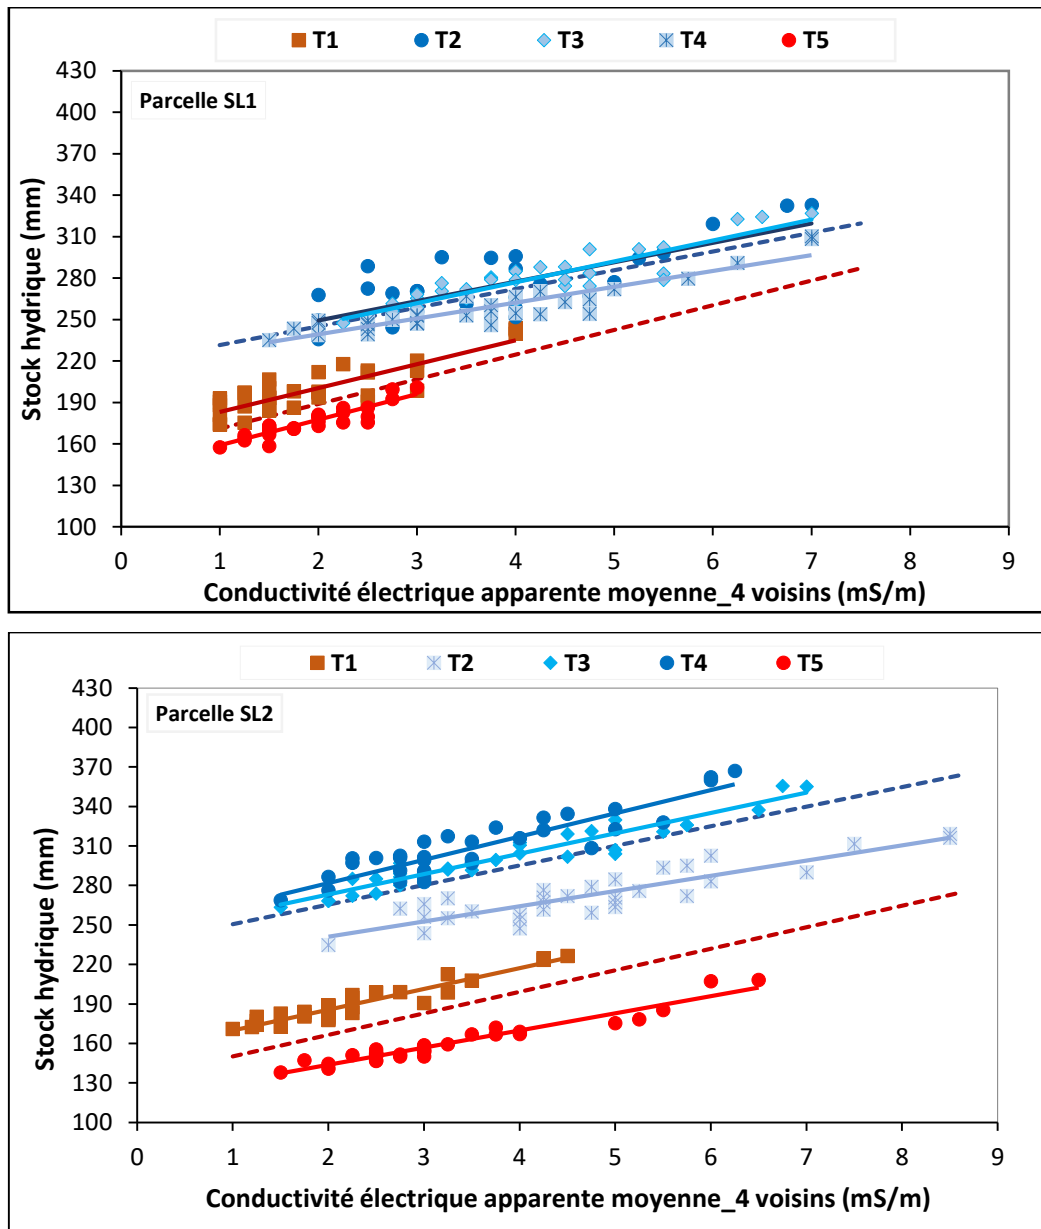 T1 T2 T3 T4 T5
430
400
370
340
310
280
250
220
190
160
130
100
Parcelle SL1
Stock hydrique (mm)
0 1 2 3 4 5 6 7 8 9
Conductivité électrique apparente moyenne_4 voisins (mS/m)
T1 T2 T3 T4 T5
430
400
370
340
310
280
250
220
190
160
130
100
Parcelle SL2
Stock hydrique (mm)
0 1 2 3 4 5 6 7 8 9
Conductivité électrique apparente moyenne_4 voisins (mS/m)